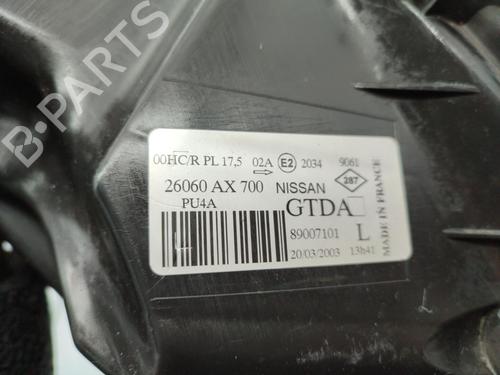 B-PARTS
00HC/R PL 17,5 02A E2 2034 9061
26060 AX 700 NISSAN 287
PU4A GTDA
89007101 L
20/03/2003 13h41
MADE IN FRANCE